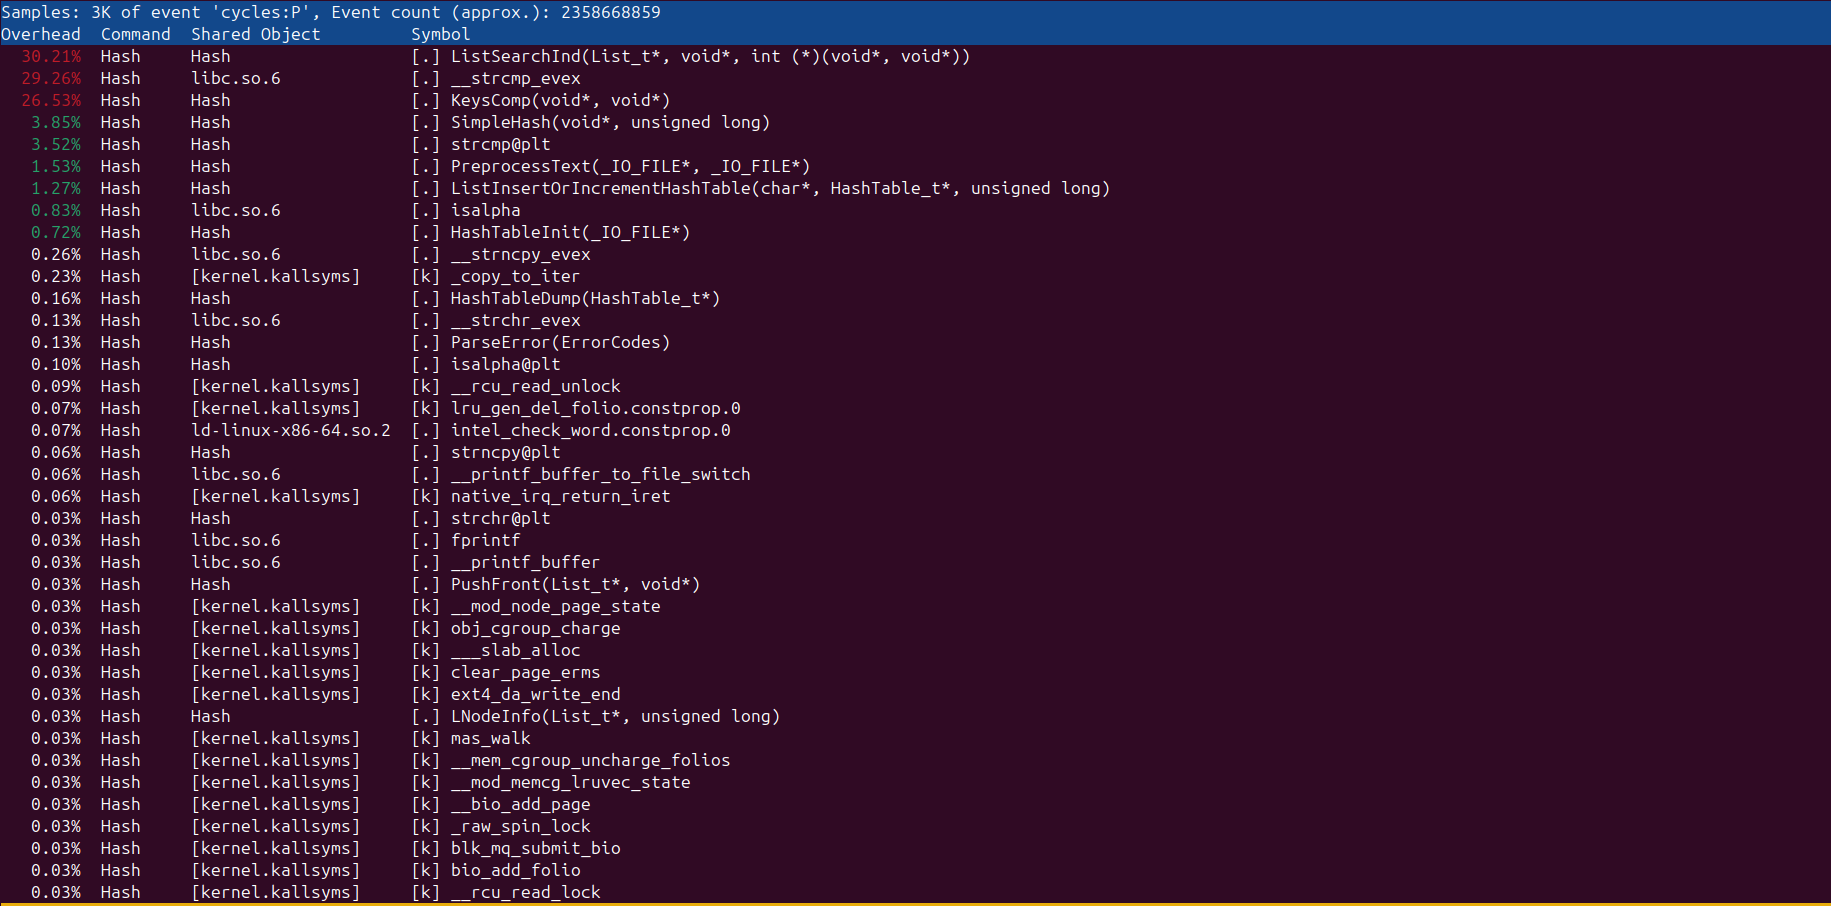 Samples: 3K of event 'cycles:P', Event count (approx.): 2358668859
Overhead  Command  Shared Object         Symbol
30.21%  Hash     Hash                  [.] ListSearchInd(List_t*, void*, int (*)(void*, void*))
29.26%  Hash     libc.so.6             [.] __strcmp_evex
26.53%  Hash     Hash                  [.] KeysComp(void*, void*)
3.85%  Hash     Hash                  [.] SimpleHash(void*, unsigned long)
3.52%  Hash     Hash                  [.] strcmp@plt
1.53%  Hash     Hash                  [.] PreprocessText(_IO_FILE*, _IO_FILE*)
1.27%  Hash     Hash                  [.] ListInsertOrIncrementHashTable(char*, HashTable_t*, unsigned long)
0.83%  Hash     libc.so.6             [.] isalpha
0.72%  Hash     Hash                  [.] HashTableInit(_IO_FILE*)
0.26%  Hash     libc.so.6             [.] __strncpy_evex
0.23%  Hash     [kernel.kallsyms]     [k] _copy_to_iter
0.16%  Hash     Hash                  [.] HashTableDump(HashTable_t*)
0.13%  Hash     libc.so.6             [.] __strchr_evex
0.13%  Hash     Hash                  [.] ParseError(ErrorCodes)
0.10%  Hash     Hash                  [.] isalpha@plt
0.09%  Hash     [kernel.kallsyms]     [k] __rcu_read_unlock
0.07%  Hash     [kernel.kallsyms]     [k] lru_gen_del_folio.constprop.0
0.07%  Hash     ld-linux-x86-64.so.2  [.] intel_check_word.constprop.0
0.06%  Hash     Hash                  [.] strncpy@plt
0.06%  Hash     libc.so.6             [.] __printf_buffer_to_file_switch
0.06%  Hash     [kernel.kallsyms]     [k] native_irq_return_iret
0.03%  Hash     Hash                  [.] strchr@plt
0.03%  Hash     libc.so.6             [.] fprintf
0.03%  Hash     libc.so.6             [.] __printf_buffer
0.03%  Hash     Hash                  [.] PushFront(List_t*, void*)
0.03%  Hash     [kernel.kallsyms]     [k] __mod_node_page_state
0.03%  Hash     [kernel.kallsyms]     [k] obj_cgroup_charge
0.03%  Hash     [kernel.kallsyms]     [k] ___slab_alloc
0.03%  Hash     [kernel.kallsyms]     [k] clear_page_erms
0.03%  Hash     [kernel.kallsyms]     [k] ext4_da_write_end
0.03%  Hash     Hash                  [.] LNodeInfo(List_t*, unsigned long)
0.03%  Hash     [kernel.kallsyms]     [k] mas_walk
0.03%  Hash     [kernel.kallsyms]     [k] __mem_cgroup_uncharge_folios
0.03%  Hash     [kernel.kallsyms]     [k] __mod_memcg_lruvec_state
0.03%  Hash     [kernel.kallsyms]     [k] __bio_add_page
0.03%  Hash     [kernel.kallsyms]     [k] _raw_spin_lock
0.03%  Hash     [kernel.kallsyms]     [k] blk_mq_submit_bio
0.03%  Hash     [kernel.kallsyms]     [k] bio_add_folio
0.03%  Hash     [kernel.kallsyms]     [k] __rcu_read_lock